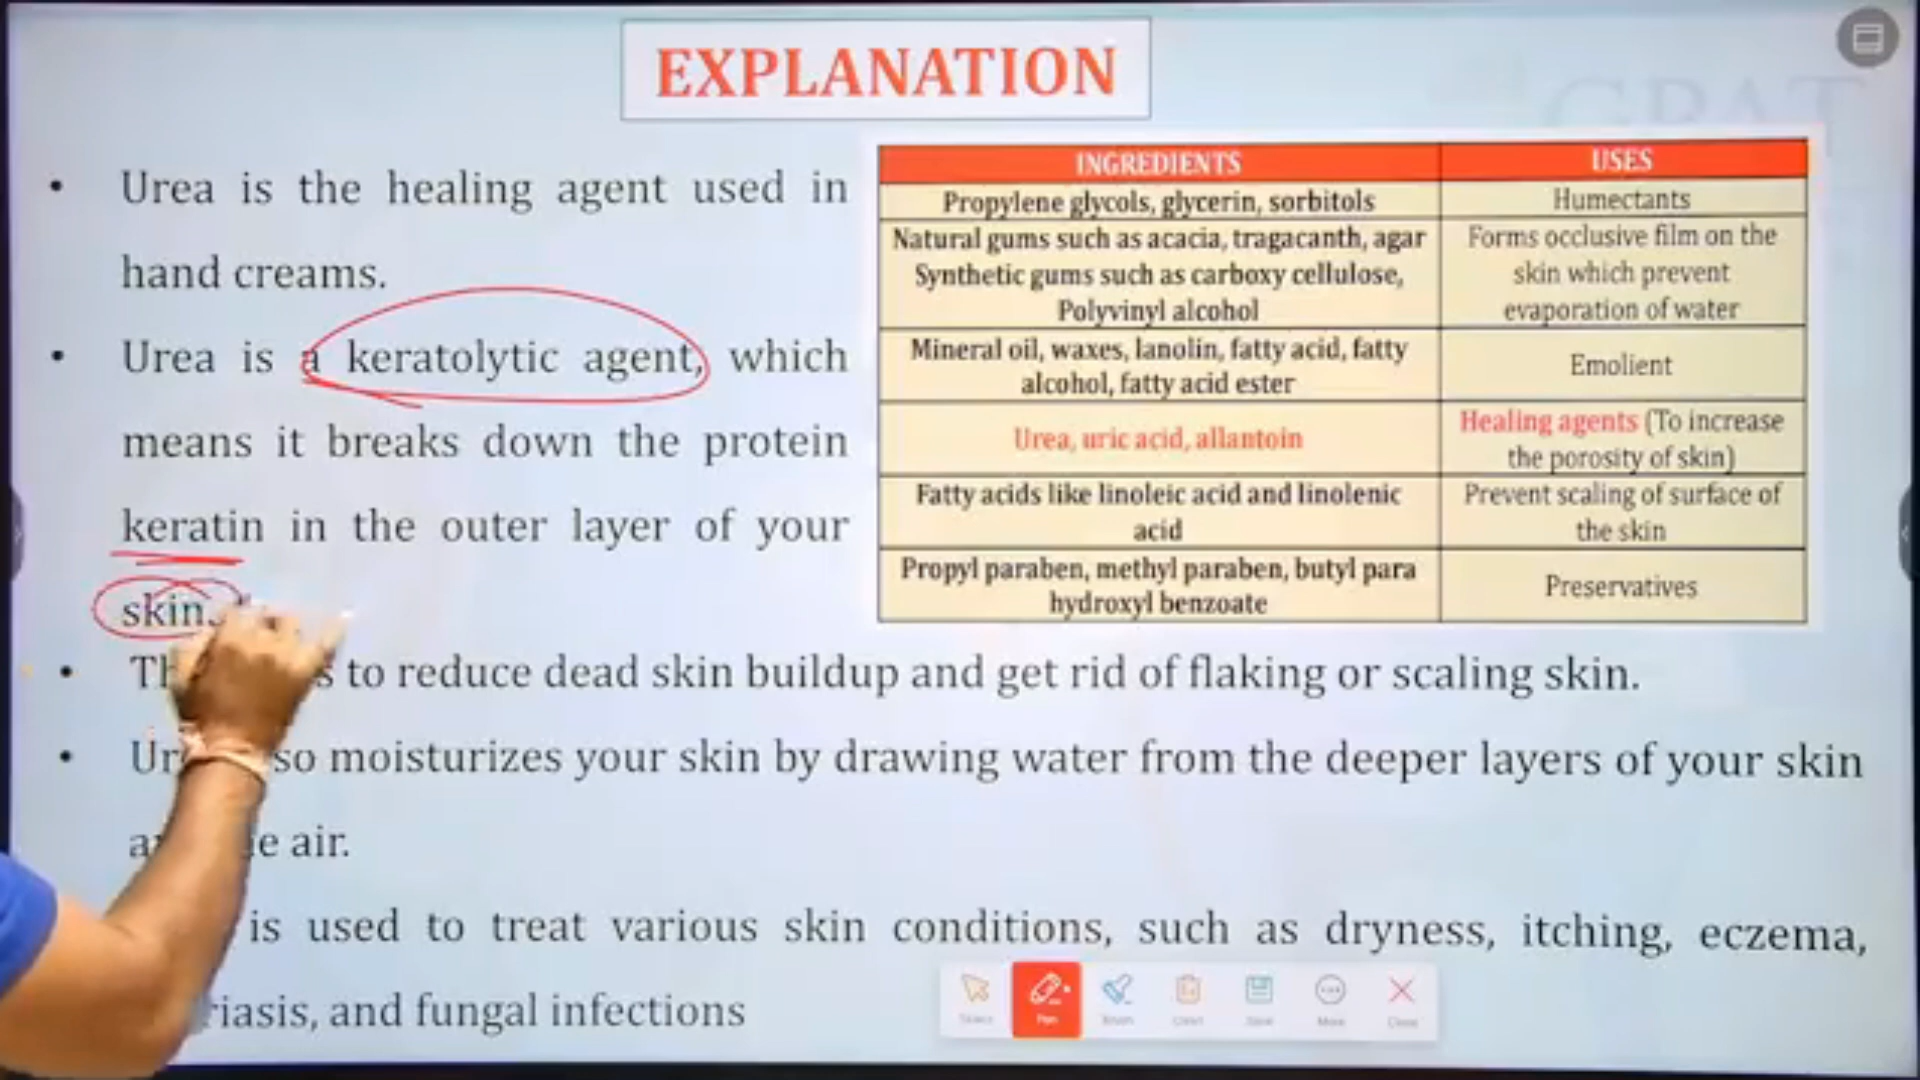 EXPLANATION
GPAT
• Urea is the healing agent used in
hand creams.
• Urea is a keratolytic agent, which
means it breaks down the protein
keratin in the outer layer of your
skin.
• to reduce dead skin buildup and get rid of flaking or scaling skin.
• moisturizes your skin by drawing water from the deeper layers of your skin
air.
is used to treat various skin conditions, such as dryness, itching, eczema,
and fungal infections
INGREDIENTS USES
Propylene glycols, glycerin, sorbitols Humectants
Natural gums such as acacia, tragacanth, agar
Synthetic gums such as carboxy cellulose,
Polyvinyl alcohol
Forms occlusive film on the
skin which prevent
evaporation of water
Mineral oil, waxes, lanolin, fatty acid, fatty
alcohol, fatty acid ester
Emolient
Urea, uric acid, allantoin
Healing agents (To increase
the porosity of skin)
Fatty acids like linoleic acid and linolenic
acid
Prevent scaling of surface of
the skin
Propyl paraben, methyl paraben, butyl para
hydroxyl benzoate
Preservatives
Select Pen Save More Close